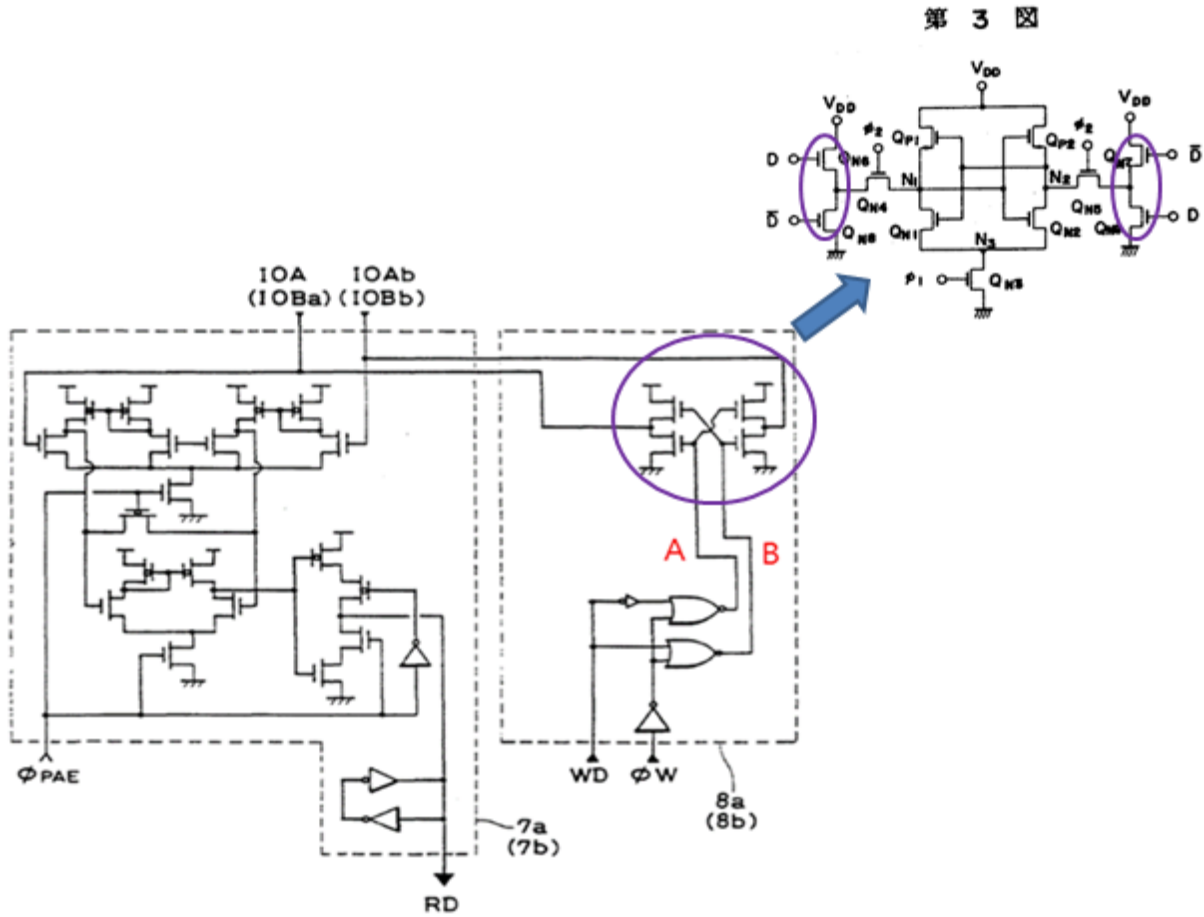 第 3 図
VDD
VDD
VDD
φ2
φ2
QP1
QP2
D
QN6
D̅
QN7
N1
N2
QN4
QN5
D̅
QN8
QN1
QN2
D
N3
φ1
QN3
IOA
(IOBa)
IOAb
(IOBb)
A
B
φPAE
WD
φW
8a
(8b)
7a
(7b)
RD